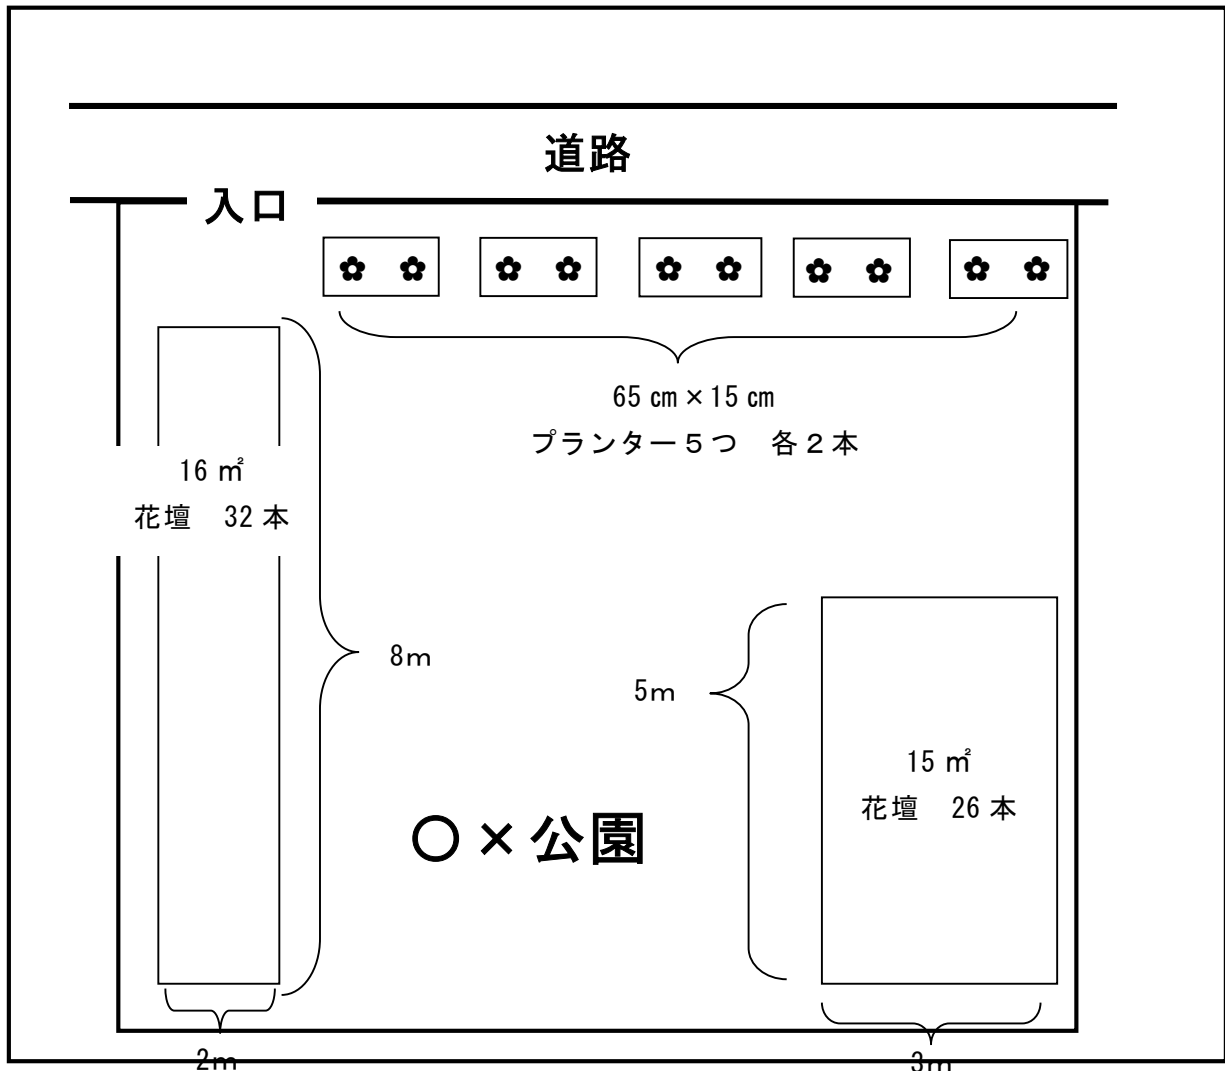 道路
入口
65 ㎝×15 ㎝
プランター５つ　各２本
16 ㎡
花壇　32 本
8ｍ
5ｍ
15 ㎡
花壇　26 本
○×公園
2ｍ
3ｍ